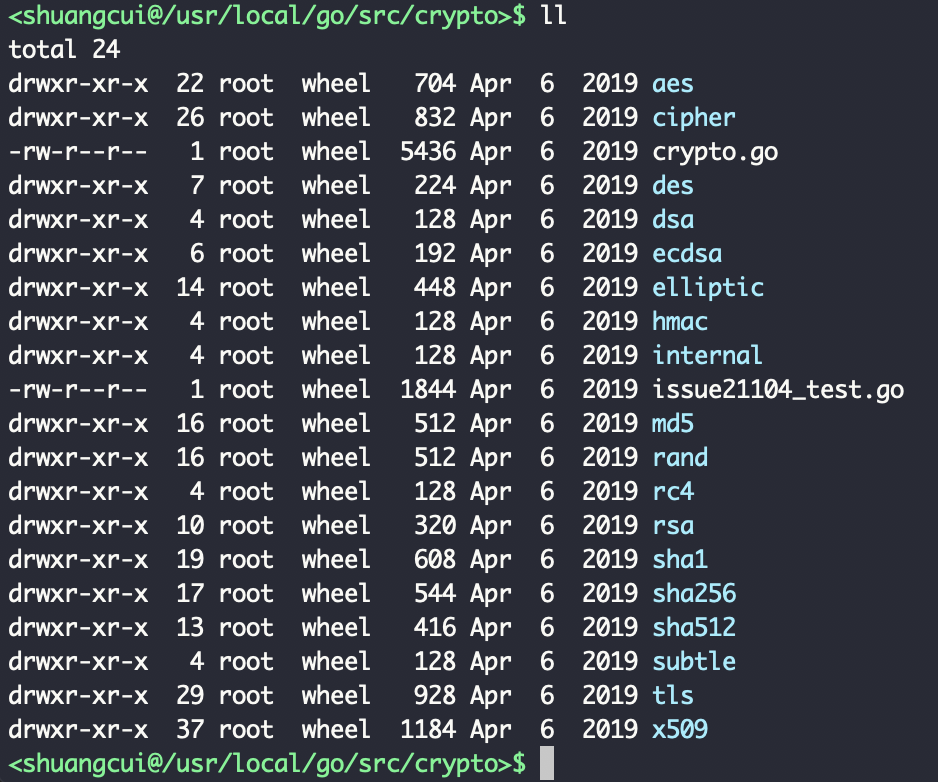 <shuangcui@/usr/local/go/src/crypto>$ ll
total 24
drwxr-xr-x  22 root  wheel   704 Apr  6  2019 aes
drwxr-xr-x  26 root  wheel   832 Apr  6  2019 cipher
-rw-r--r--   1 root  wheel  5436 Apr  6  2019 crypto.go
drwxr-xr-x   7 root  wheel   224 Apr  6  2019 des
drwxr-xr-x   4 root  wheel   128 Apr  6  2019 dsa
drwxr-xr-x   6 root  wheel   192 Apr  6  2019 ecdsa
drwxr-xr-x  14 root  wheel   448 Apr  6  2019 elliptic
drwxr-xr-x   4 root  wheel   128 Apr  6  2019 hmac
drwxr-xr-x   4 root  wheel   128 Apr  6  2019 internal
-rw-r--r--   1 root  wheel  1844 Apr  6  2019 issue21104_test.go
drwxr-xr-x  16 root  wheel   512 Apr  6  2019 md5
drwxr-xr-x  16 root  wheel   512 Apr  6  2019 rand
drwxr-xr-x   4 root  wheel   128 Apr  6  2019 rc4
drwxr-xr-x  10 root  wheel   320 Apr  6  2019 rsa
drwxr-xr-x  19 root  wheel   608 Apr  6  2019 sha1
drwxr-xr-x  17 root  wheel   544 Apr  6  2019 sha256
drwxr-xr-x  13 root  wheel   416 Apr  6  2019 sha512
drwxr-xr-x   4 root  wheel   128 Apr  6  2019 subtle
drwxr-xr-x  29 root  wheel   928 Apr  6  2019 tls
drwxr-xr-x  37 root  wheel  1184 Apr  6  2019 x509
<shuangcui@/usr/local/go/src/crypto>$